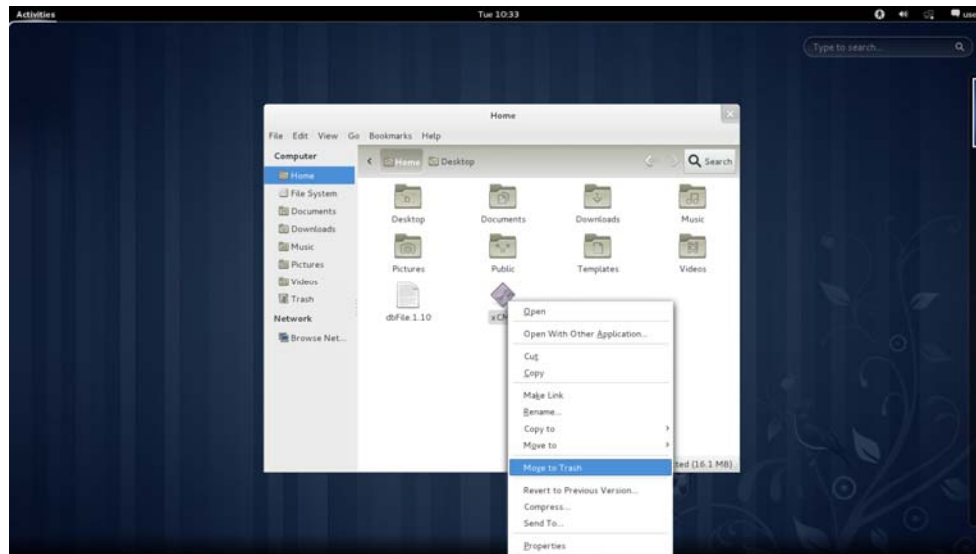 Activities
Tue 10:33
use
Type to search...
Home
File Edit View Go Bookmarks Help
Computer
Home
File System
Documents
Downloads
Music
Pictures
Videos
Trash
Network
Browse Net...
Home Desktop
Search
Desktop Documents Downloads Music
Pictures Public Templates Videos
dbFile.1.10
Open
Open With Other Application...
Cut
Copy
Make Link
Rename...
Copy to
Move to
Move to Trash
Revert to Previous Version...
Compress...
Send To...
Properties
ted (16.1 MB)